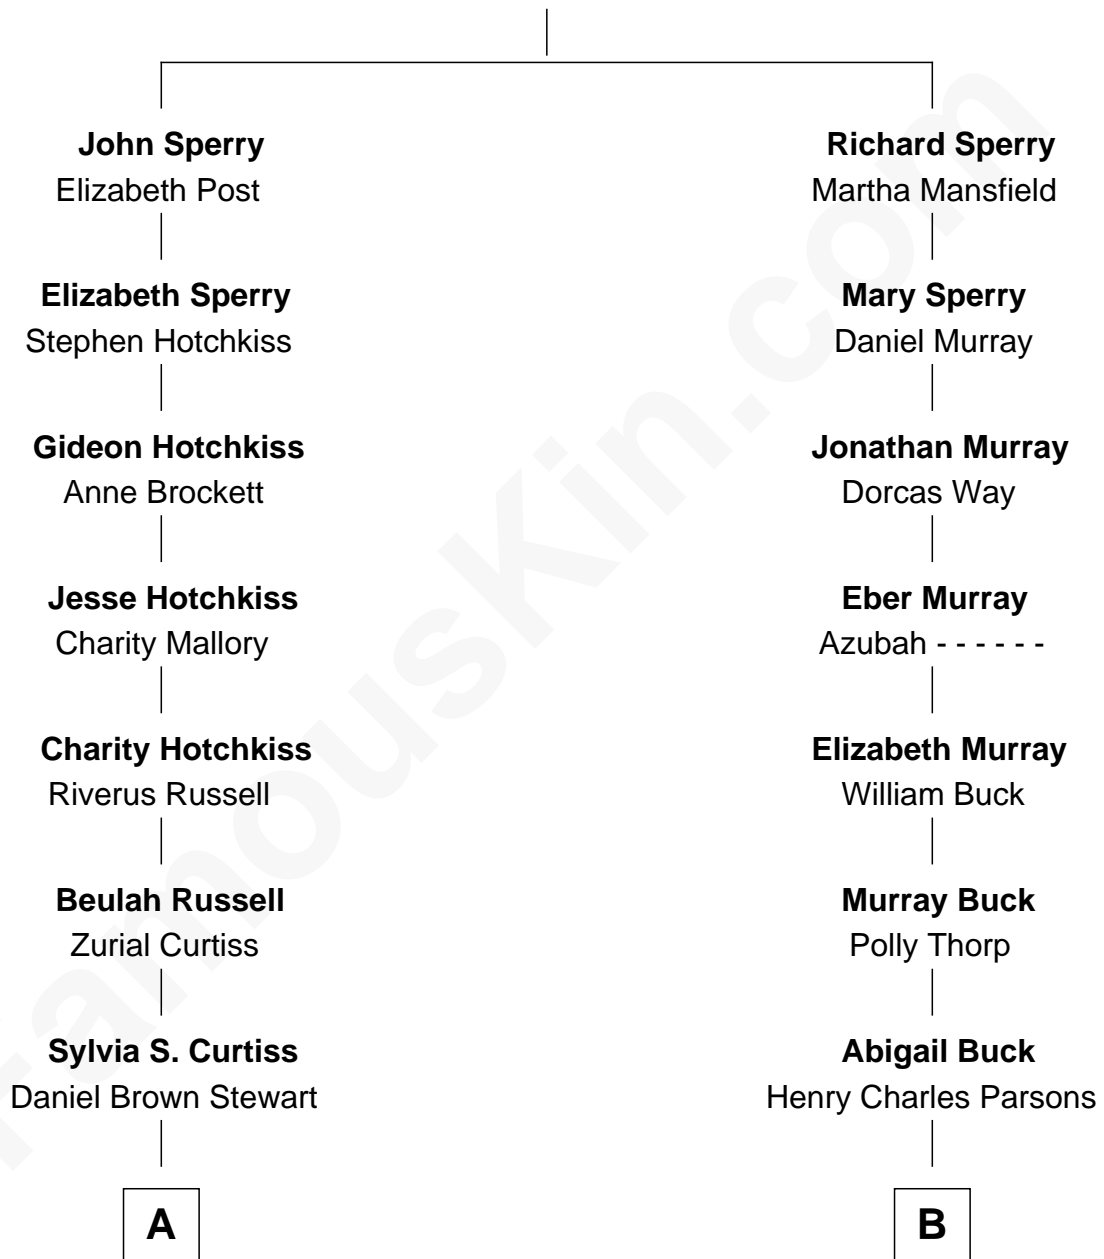 John Sperry
Elizabeth Post
Elizabeth Sperry
Stephen Hotchkiss
Gideon Hotchkiss
Anne Brockett
Jesse Hotchkiss
Charity Mallory
Charity Hotchkiss
Riverus Russell
Beulah Russell
Zurial Curtiss
Sylvia S. Curtiss
Daniel Brown Stewart
A
Richard Sperry
Martha Mansfield
Mary Sperry
Daniel Murray
Jonathan Murray
Dorcas Way
Eber Murray
Azubah - - - - - -
Elizabeth Murray
William Buck
Murray Buck
Polly Thorp
Abigail Buck
Henry Charles Parsons
B
FamousKin.com